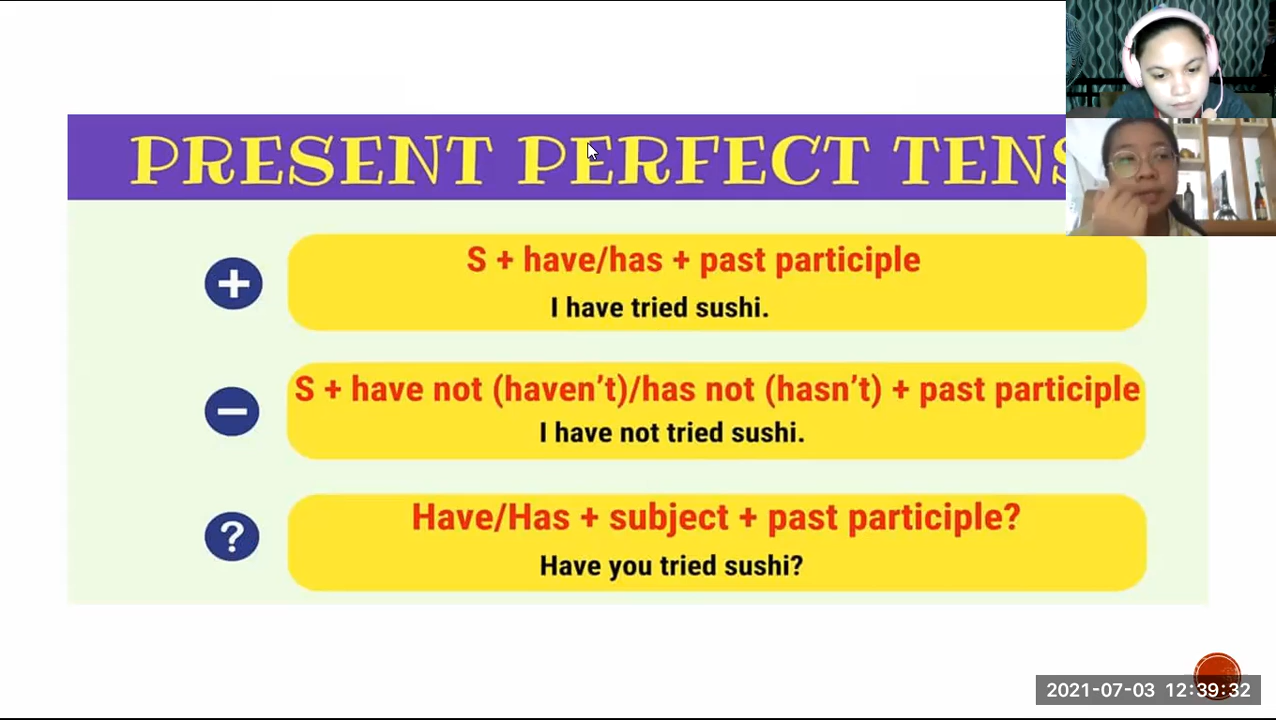 PRESENT PERFECT TENS
+
S + have/has + past participle
I have tried sushi.
−
S + have not (haven't)/has not (hasn't) + past participle
I have not tried sushi.
?
Have/Has + subject + past participle?
Have you tried sushi?
2021-07-03 12:39:32